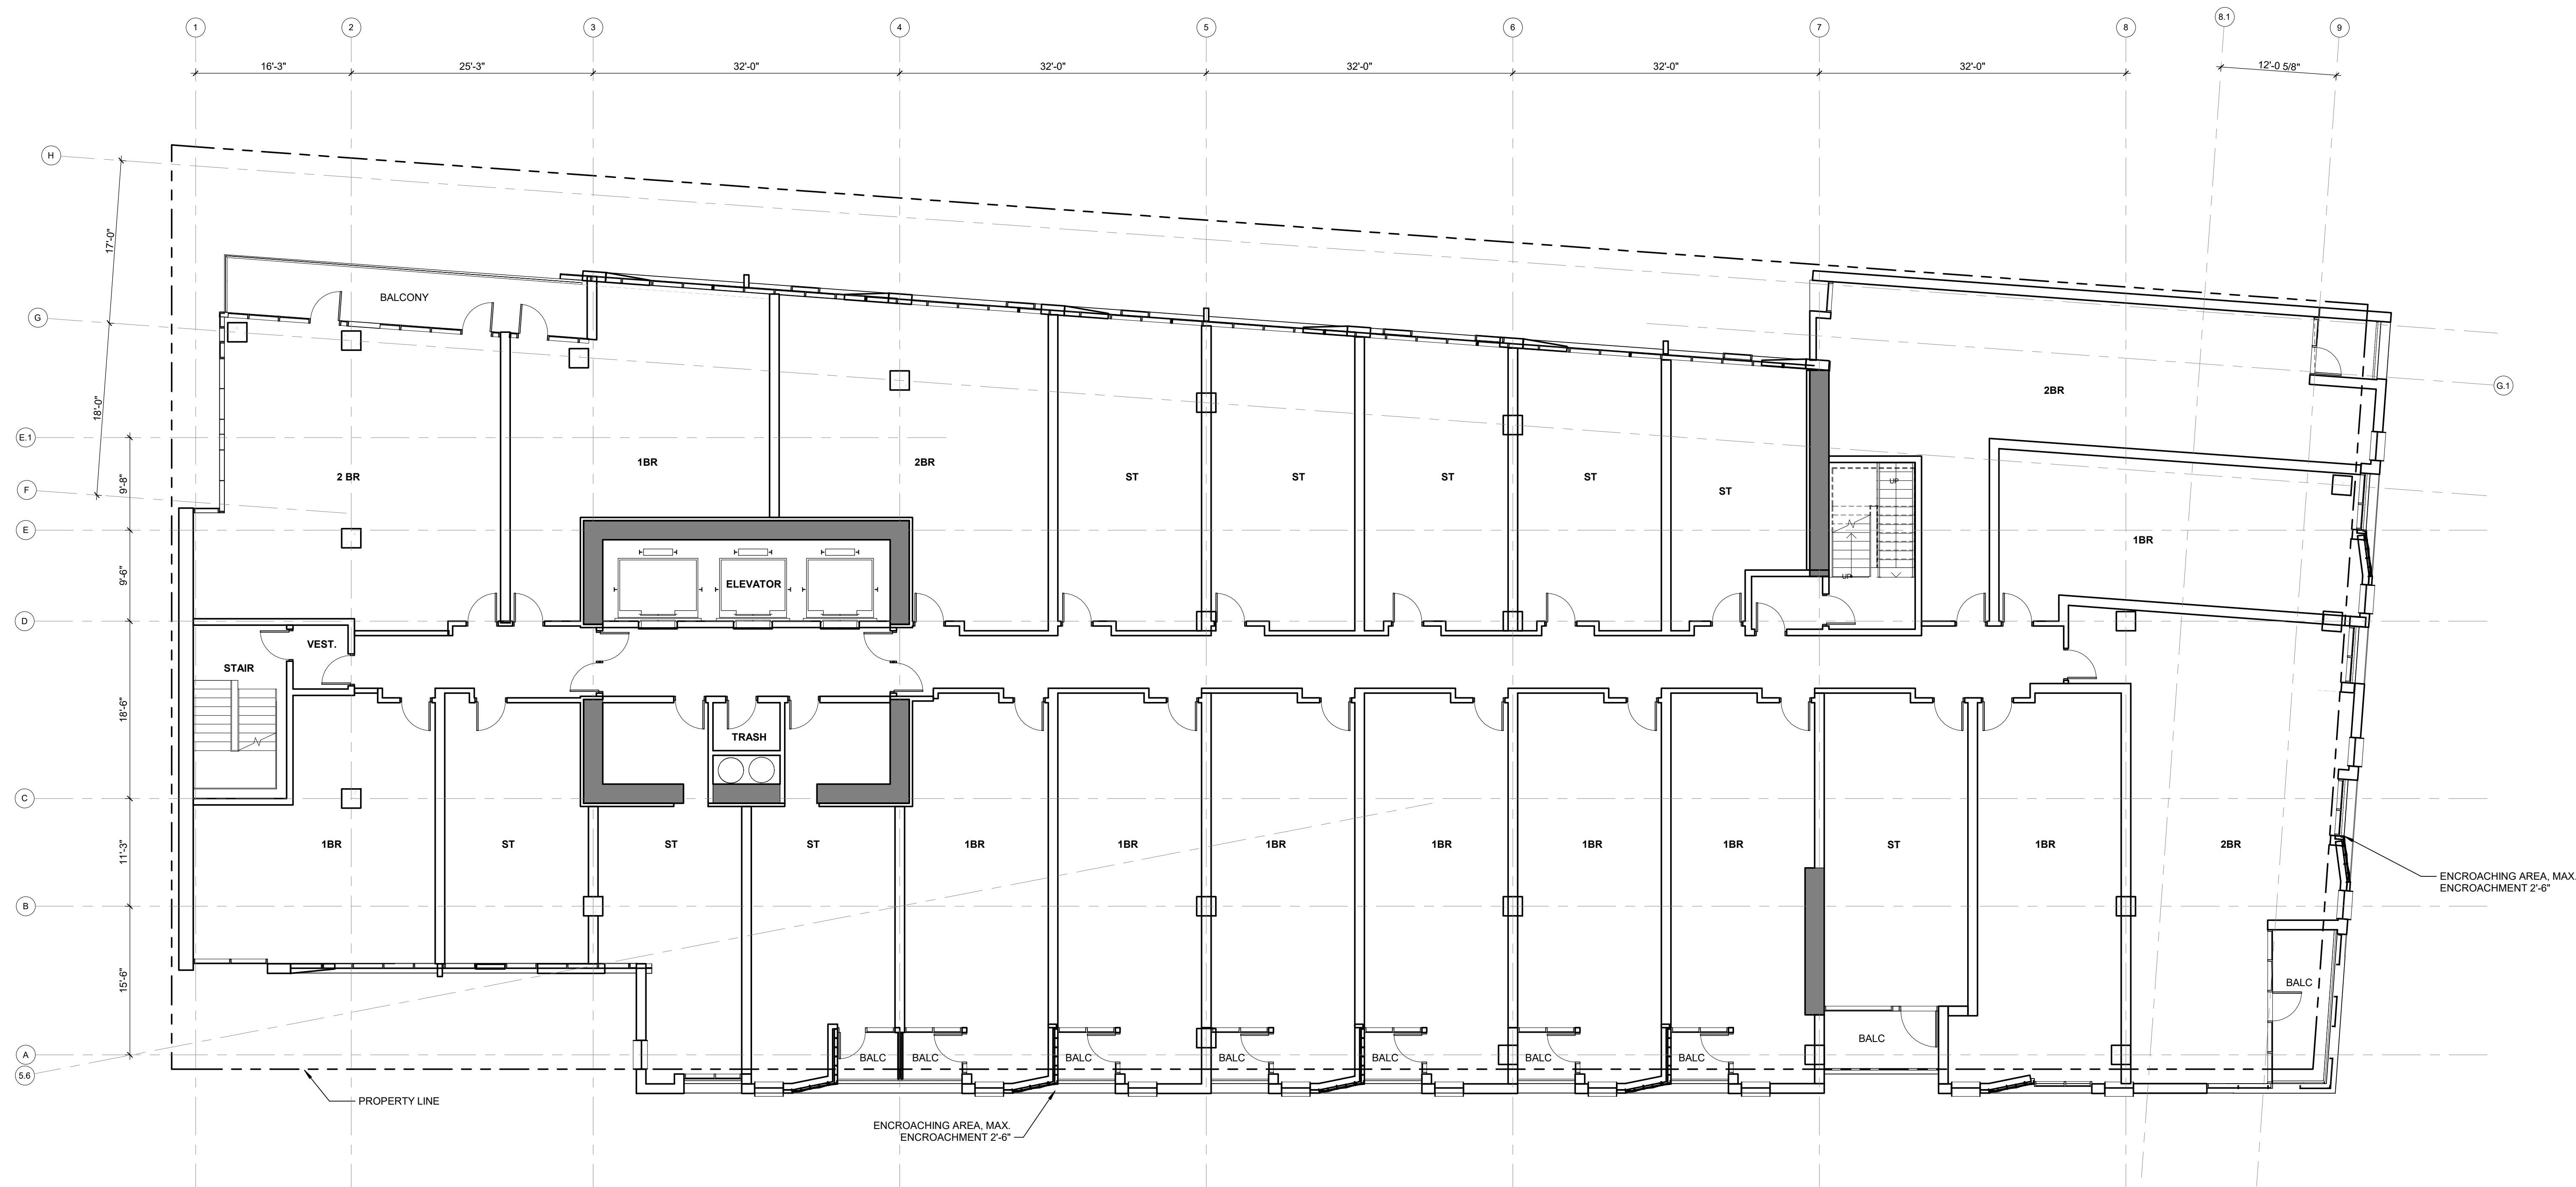 1
2
3
4
5
6
7
8
8.1
9
16'-3"
25'-3"
32'-0"
32'-0"
32'-0"
32'-0"
32'-0"
12'-0 5/8"
H
17'-0"
BALCONY
G
G.1
18'-0"
2BR
E.1
9'-8"
2 BR
1BR
2BR
ST
ST
ST
ST
ST
UP
F
E
1BR
9'-6"
ELEVATOR
UP
D
VEST.
STAIR
18'-6"
TRASH
C
11'-3"
1BR
ST
ST
ST
1BR
1BR
1BR
1BR
1BR
1BR
ST
1BR
2BR
ENCROACHING AREA, MAX.
ENCROACHMENT 2'-6"
B
15'-6"
BALC
BALC
A
BALC
BALC
BALC
BALC
BALC
BALC
BALC
5.6
PROPERTY LINE
ENCROACHING AREA, MAX.
ENCROACHMENT 2'-6"